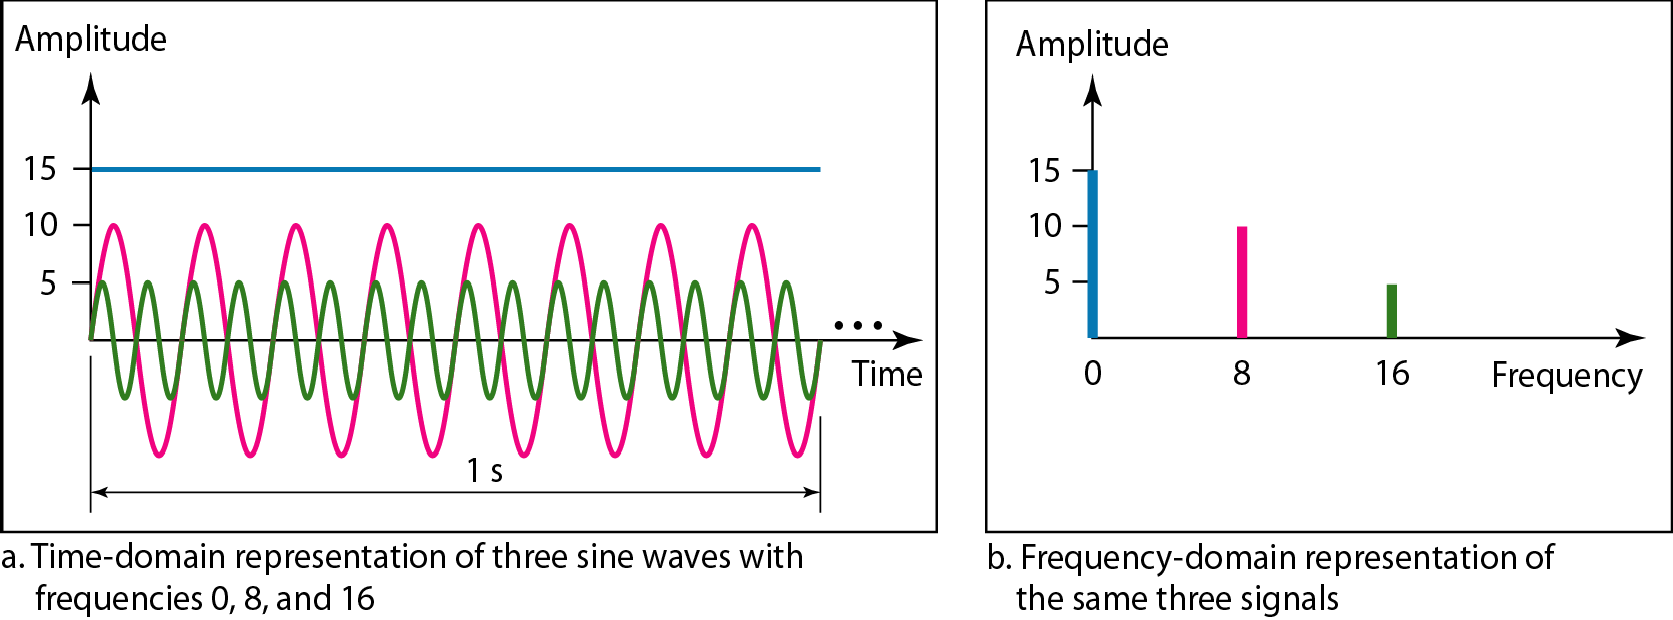 Amplitude
15
10
5
Time
1 s
a. Time-domain representation of three sine waves with
frequencies 0, 8, and 16
Amplitude
15
10
5
0 8 16 Frequency
b. Frequency-domain representation of
the same three signals